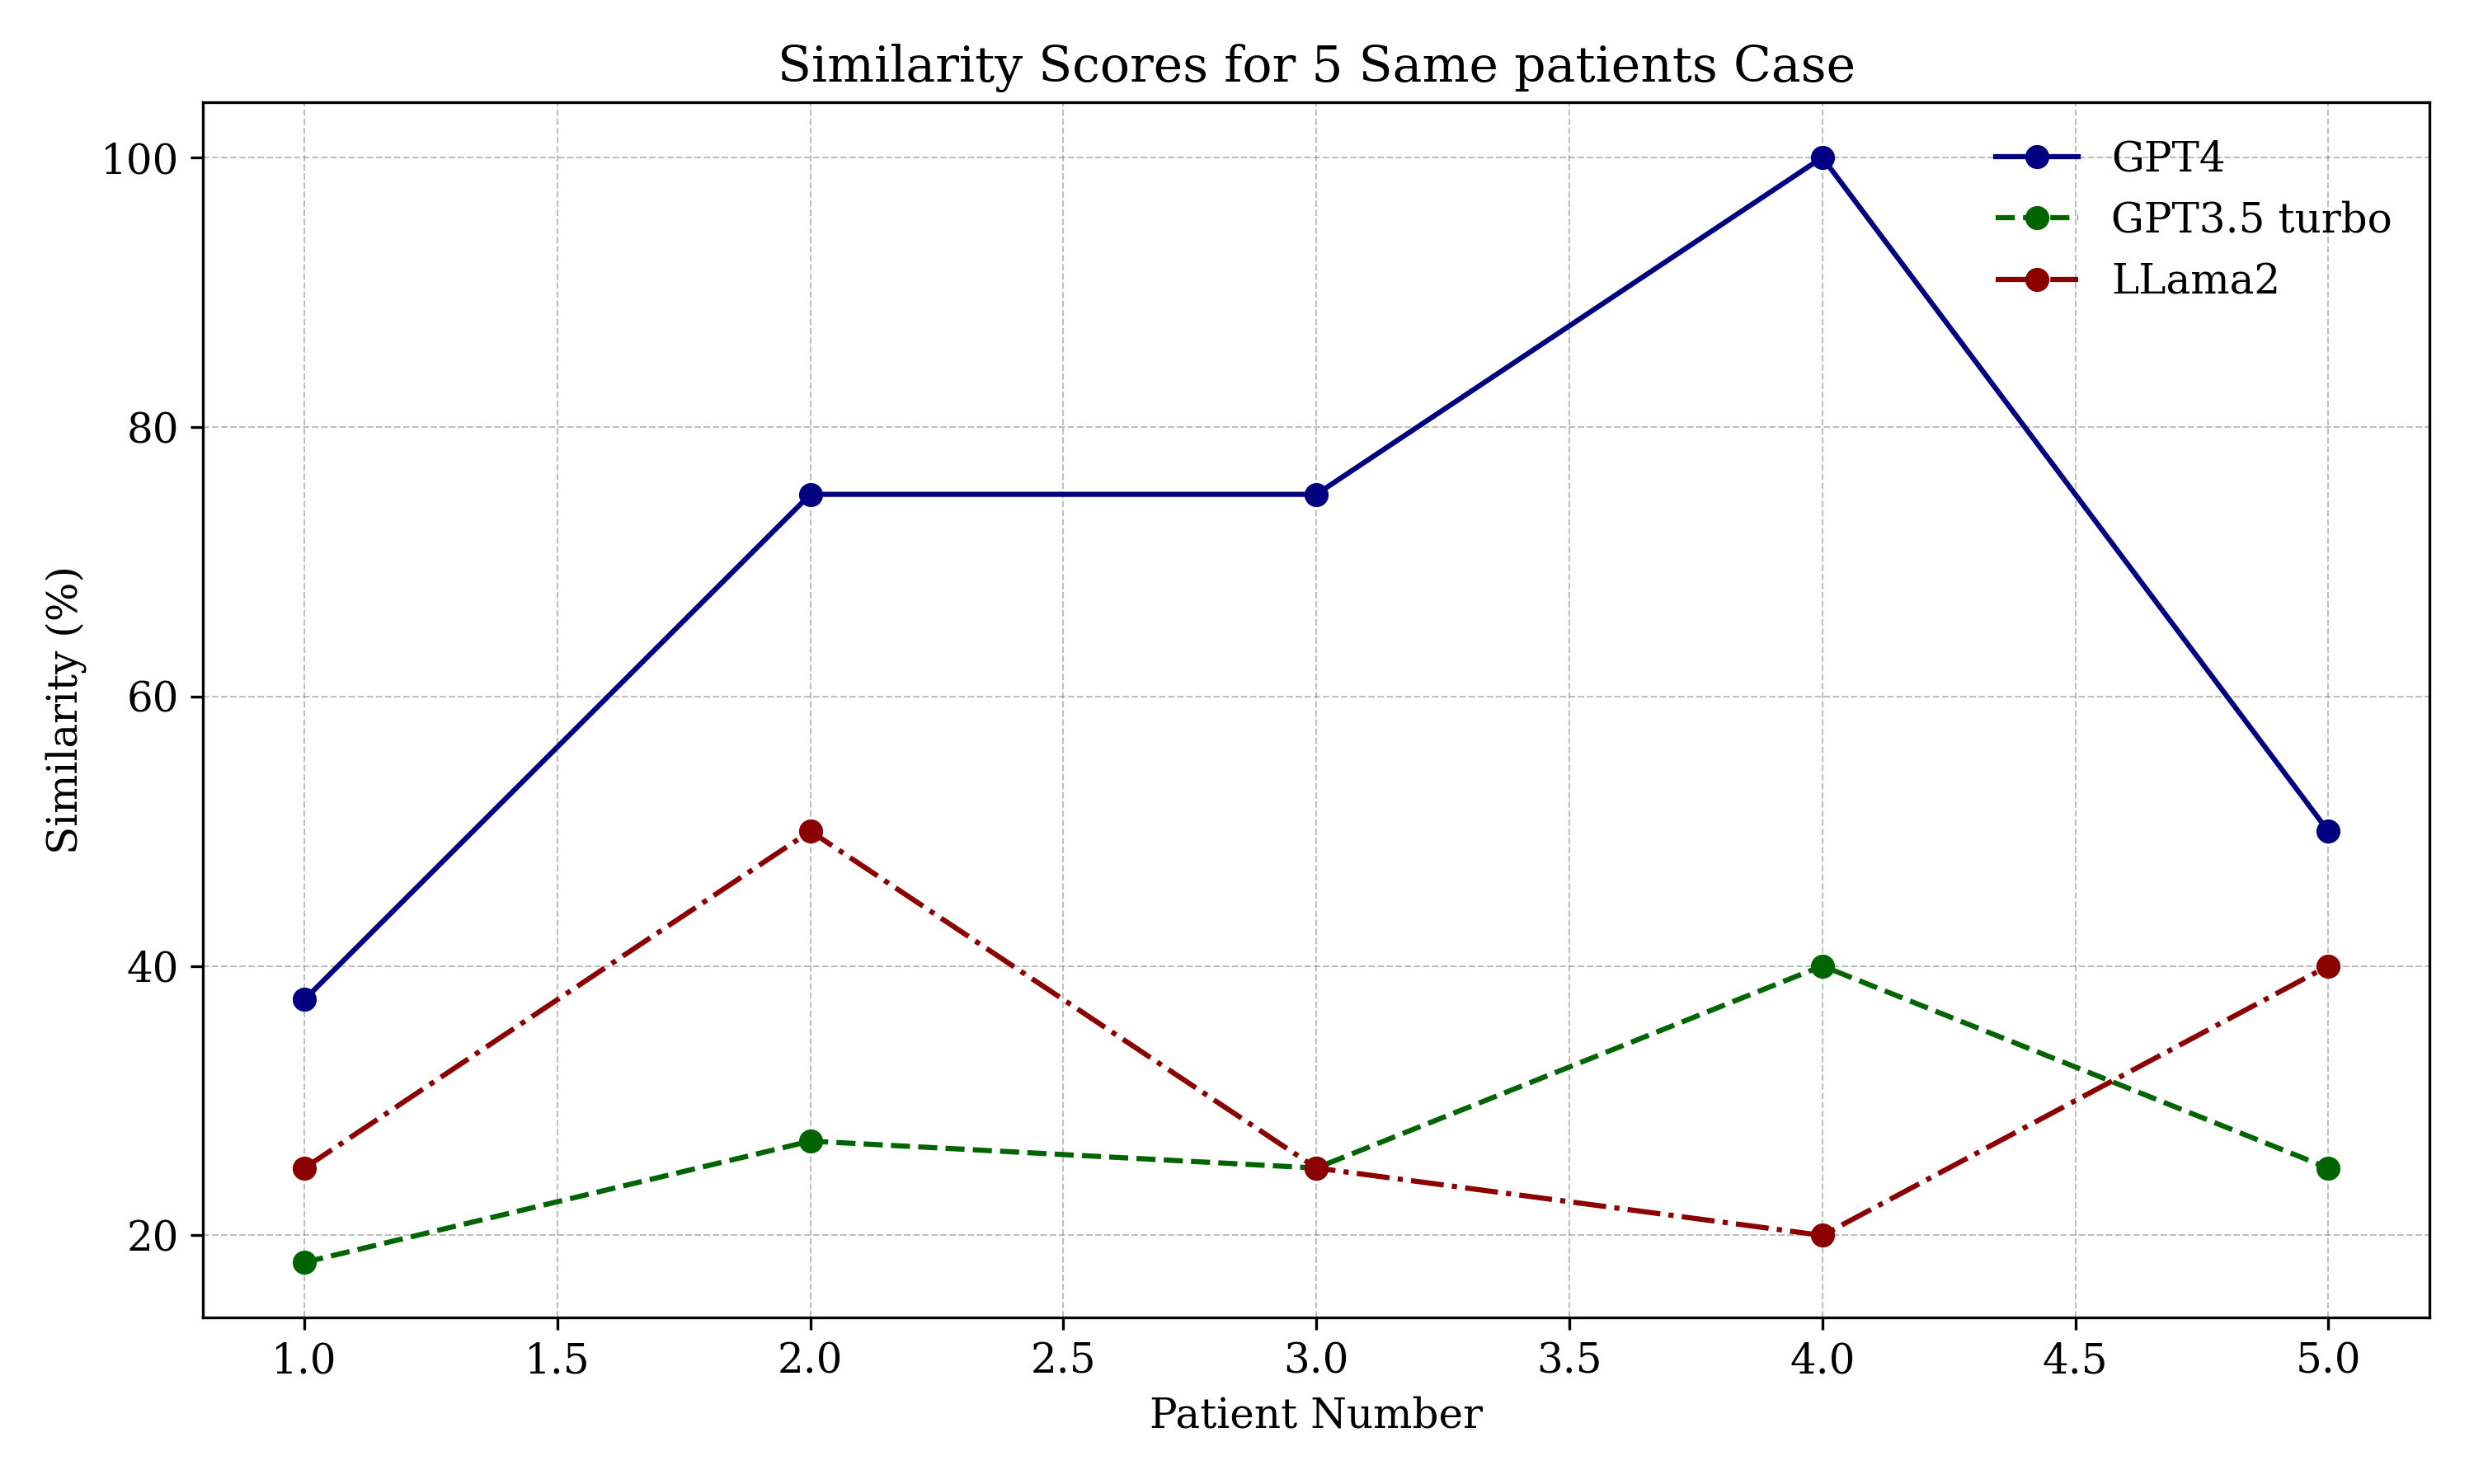 Similarity Scores for 5 Same patients Case
100
80
60
40
20
Similarity (%)
GPT4
GPT3.5 turbo
LLama2
1.0 1.5 2.0 2.5 3.0 3.5 4.0 4.5 5.0
Patient Number